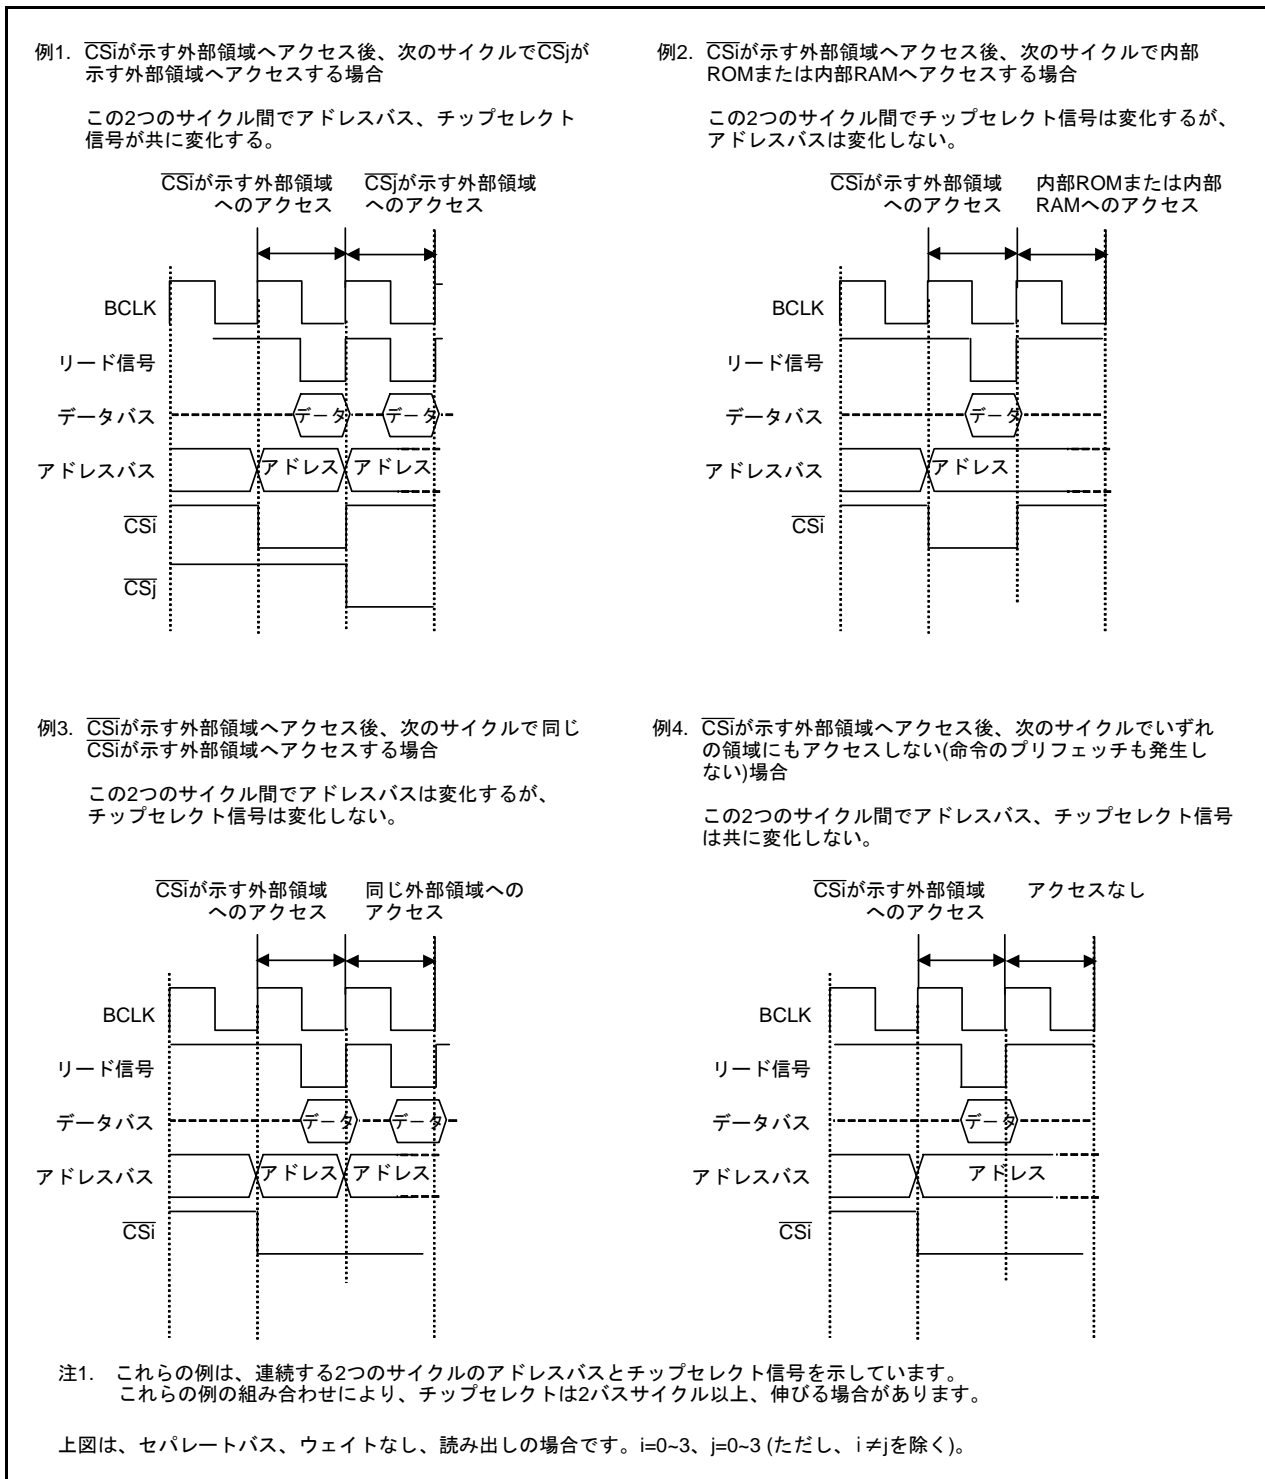 例1. CSiが示す外部領域へアクセス後、次のサイクルでCSjが
示す外部領域へアクセスする場合
この2つのサイクル間でアドレスバス、チップセレクト
信号が共に変化する。
CSiが示す外部領域
へのアクセス
CSjが示す外部領域
へのアクセス
BCLK
リード信号
データバス
データ
データ
アドレスバス
アドレス
アドレス
CSi
CSj
例2. CSiが示す外部領域へアクセス後、次のサイクルで内部
ROMまたは内部RAMへアクセスする場合
この2つのサイクル間でチップセレクト信号は変化するが、
アドレスバスは変化しない。
CSiが示す外部領域
へのアクセス
内部ROMまたは内部
RAMへのアクセス
BCLK
リード信号
データバス
データ
アドレスバス
アドレス
CSi
例3. CSiが示す外部領域へアクセス後、次のサイクルで同じ
CSiが示す外部領域へアクセスする場合
この2つのサイクル間でアドレスバスは変化するが、
チップセレクト信号は変化しない。
CSiが示す外部領域
へのアクセス
同じ外部領域への
アクセス
BCLK
リード信号
データバス
データ
データ
アドレスバス
アドレス
アドレス
CSi
例4. CSiが示す外部領域へアクセス後、次のサイクルでいずれ
の領域にもアクセスしない(命令のプリフェッチも発生し
ない)場合
この2つのサイクル間でアドレスバス、チップセレクト信号
は共に変化しない。
CSiが示す外部領域
へのアクセス
アクセスなし
BCLK
リード信号
データバス
データ
アドレスバス
アドレス
CSi
注1. これらの例は、連続する2つのサイクルのアドレスバスとチップセレクト信号を示しています。
これらの例の組み合わせにより、チップセレクトは2バスサイクル以上、伸びる場合があります。
上図は、セパレートバス、ウェイトなし、読み出しの場合です。i=0~3、j=0~3 (ただし、i≠jを除く)。